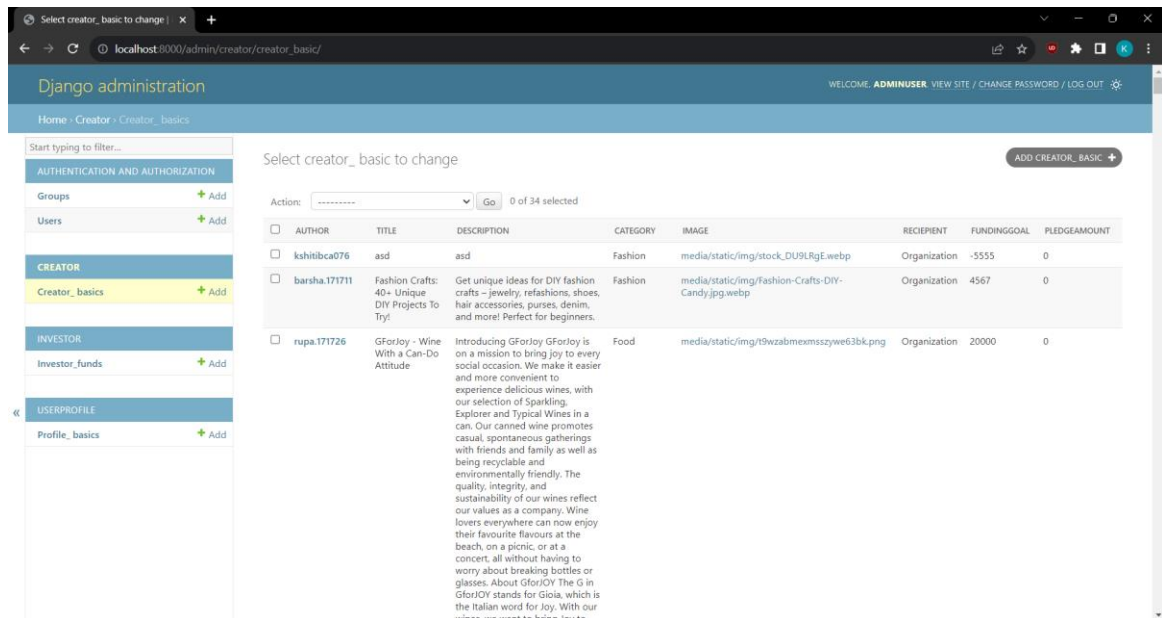 Select creator_ basic to change |
localhost:8000/admin/creator/creator_basic/
K
Django administration
WELCOME, ADMINUSER. VIEW SITE / CHANGE PASSWORD / LOG OUT
Home › Creator › Creator_ basics
Start typing to filter...
AUTHENTICATION AND AUTHORIZATION
Groups + Add
Users + Add
CREATOR
Creator_ basics + Add
INVESTOR
Investor_funds + Add
USERPROFILE
Profile_ basics + Add
«
Select creator_ basic to change
ADD CREATOR_ BASIC +
Action: --------- Go 0 of 34 selected
AUTHOR TITLE DESCRIPTION CATEGORY IMAGE RECIEPIENT FUNDINGGOAL PLEDGEAMOUNT
kshitibca076 asd asd Fashion media/static/img/stock_DU9LRgE.webp Organization -5555 0
barsha.171711 Fashion Crafts: Get unique ideas for DIY fashion Fashion media/static/img/Fashion-Crafts-DIY- Organization 4567 0
40+ Unique crafts – jewelry, refashions, shoes, Candy.jpg.webp
DIY Projects To hair accessories, purses, denim,
Try! and more! Perfect for beginners.
rupa.171726 GForJoy - Wine Introducing GForJoy GForJoy is Food media/static/img/t9wzabmexmsszywe63bk.png Organization 20000 0
With a Can-Do on a mission to bring joy to every
Attitude social occasion. We make it easier
and more convenient to
experience delicious wines, with
our selection of Sparkling,
Explorer and Typical Wines in a
can. Our canned wine promotes
casual, spontaneous gatherings
with friends and family as well as
being recyclable and
environmentally friendly. The
quality, integrity, and
sustainability of our wines reflect
our values as a company. Wine
lovers everywhere can now enjoy
their favourite flavours at the
beach, on a picnic, or at a
concert, all without having to
worry about breaking bottles or
glasses. About GforJOY The G in
GforJOY stands for Gioia, which is
the Italian word for Joy. With our
wines, we want to bring Joy to